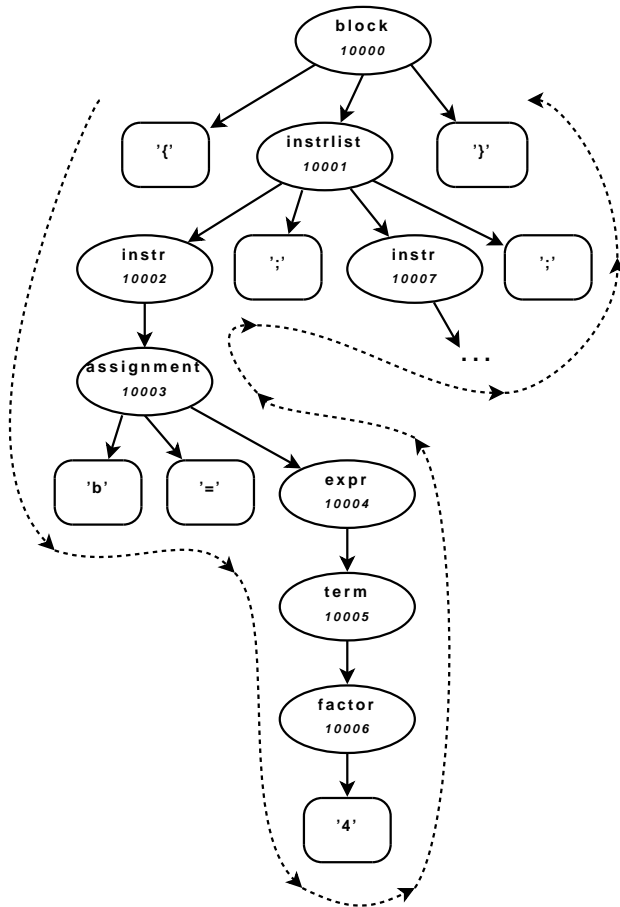 block
10000
'{'
instrlist
10001
'}'
instr
10002
';'
instr
10007
';'
...
assignment
10003
'b'
'='
expr
10004
term
10005
factor
10006
'4'